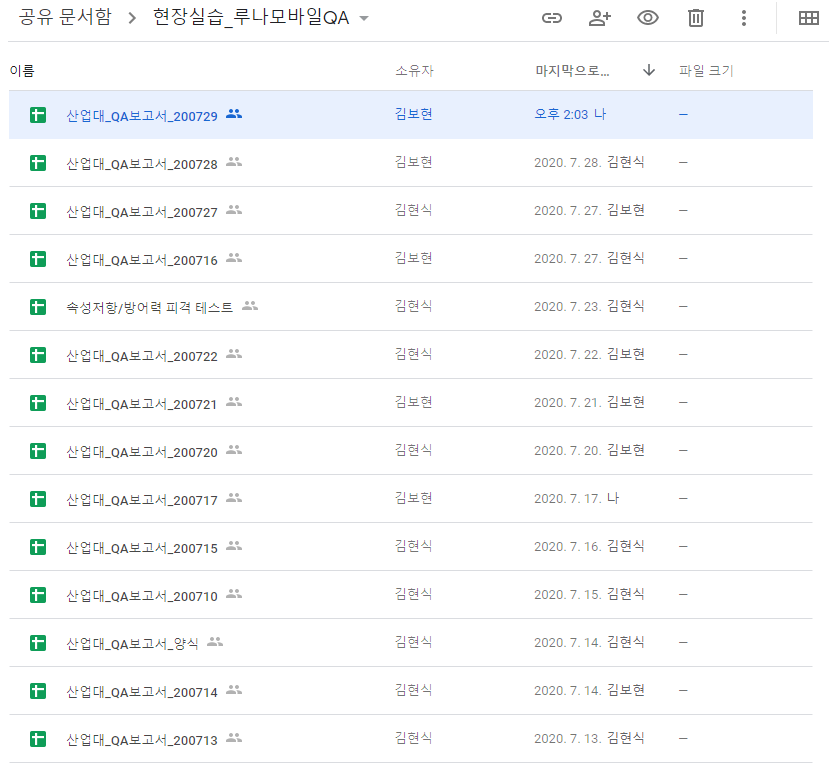 공유 문서함 > 현장실습_루나모바일QA
이름 소유자 마지막으로... 파일 크기
산업대_QA보고서_200729 김보현 오후 2:03 나 —
산업대_QA보고서_200728 김보현 2020. 7. 28. 김현식 —
산업대_QA보고서_200727 김현식 2020. 7. 27. 김보현 —
산업대_QA보고서_200716 김보현 2020. 7. 27. 김현식 —
속성저항/방어력 피격 테스트 김현식 2020. 7. 23. 김현식 —
산업대_QA보고서_200722 김현식 2020. 7. 22. 김보현 —
산업대_QA보고서_200721 김보현 2020. 7. 21. 김보현 —
산업대_QA보고서_200720 김현식 2020. 7. 20. 김보현 —
산업대_QA보고서_200717 김보현 2020. 7. 17. 나 —
산업대_QA보고서_200715 김현식 2020. 7. 16. 김현식 —
산업대_QA보고서_200710 김현식 2020. 7. 15. 김현식 —
산업대_QA보고서_양식 김현식 2020. 7. 14. 김현식 —
산업대_QA보고서_200714 김현식 2020. 7. 14. 김보현 —
산업대_QA보고서_200713 김현식 2020. 7. 13. 김현식 —